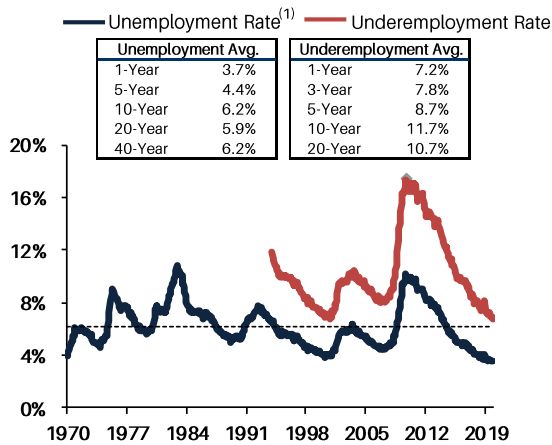 Unemployment Rate(1) Underemployment Rate
Unemployment Avg. Underemployment Avg.
1-Year 3.7% 1-Year 7.2%
5-Year 4.4% 3-Year 7.8%
10-Year 6.2% 5-Year 8.7%
20-Year 5.9% 10-Year 11.7%
40-Year 6.2% 20-Year 10.7%
20%
16%
12%
8%
4%
0%
1970 1977 1984 1991 1998 2005 2012 2019